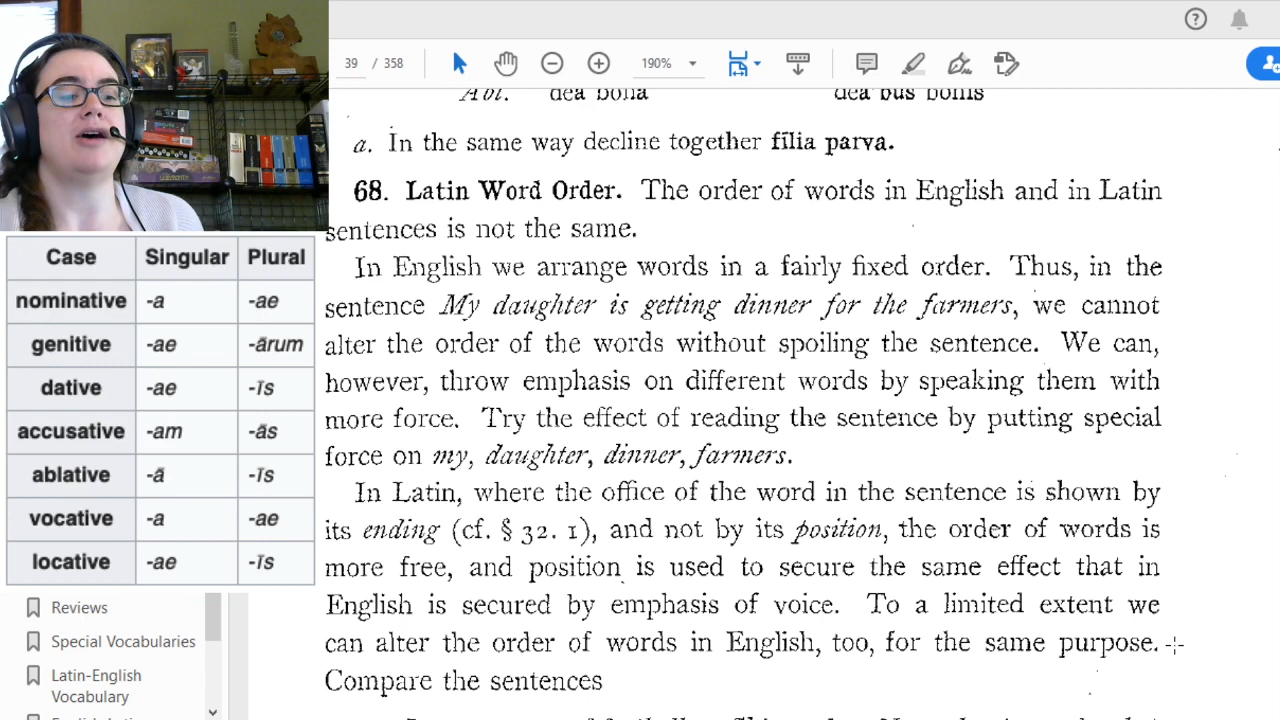 39 / 358
190%
Abl. dea bona dea bus bonis
a. In the same way decline together filia parva.
68. Latin Word Order. The order of words in English and in Latin
sentences is not the same.
In English we arrange words in a fairly fixed order. Thus, in the
sentence My daughter is getting dinner for the farmers, we cannot
alter the order of the words without spoiling the sentence. We can,
however, throw emphasis on different words by speaking them with
more force. Try the effect of reading the sentence by putting special
force on my, daughter, dinner, farmers.
In Latin, where the office of the word in the sentence is shown by
its ending (cf. § 32. 1), and not by its position, the order of words is
more free, and position is used to secure the same effect that in
English is secured by emphasis of voice. To a limited extent we
can alter the order of words in English, too, for the same purpose.
Compare the sentences
Case Singular Plural
nominative -a -ae
genitive -ae -ārum
dative -ae -īs
accusative -am -ās
ablative -ā -īs
vocative -a -ae
locative -ae -īs
Reviews
Special Vocabularies
Latin-English
Vocabulary